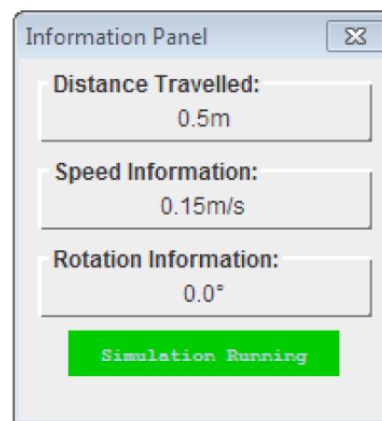 Information Panel
Distance Travelled:
0.5m
Speed Information:
0.15m/s
Rotation Information:
0.0°
Simulation Running